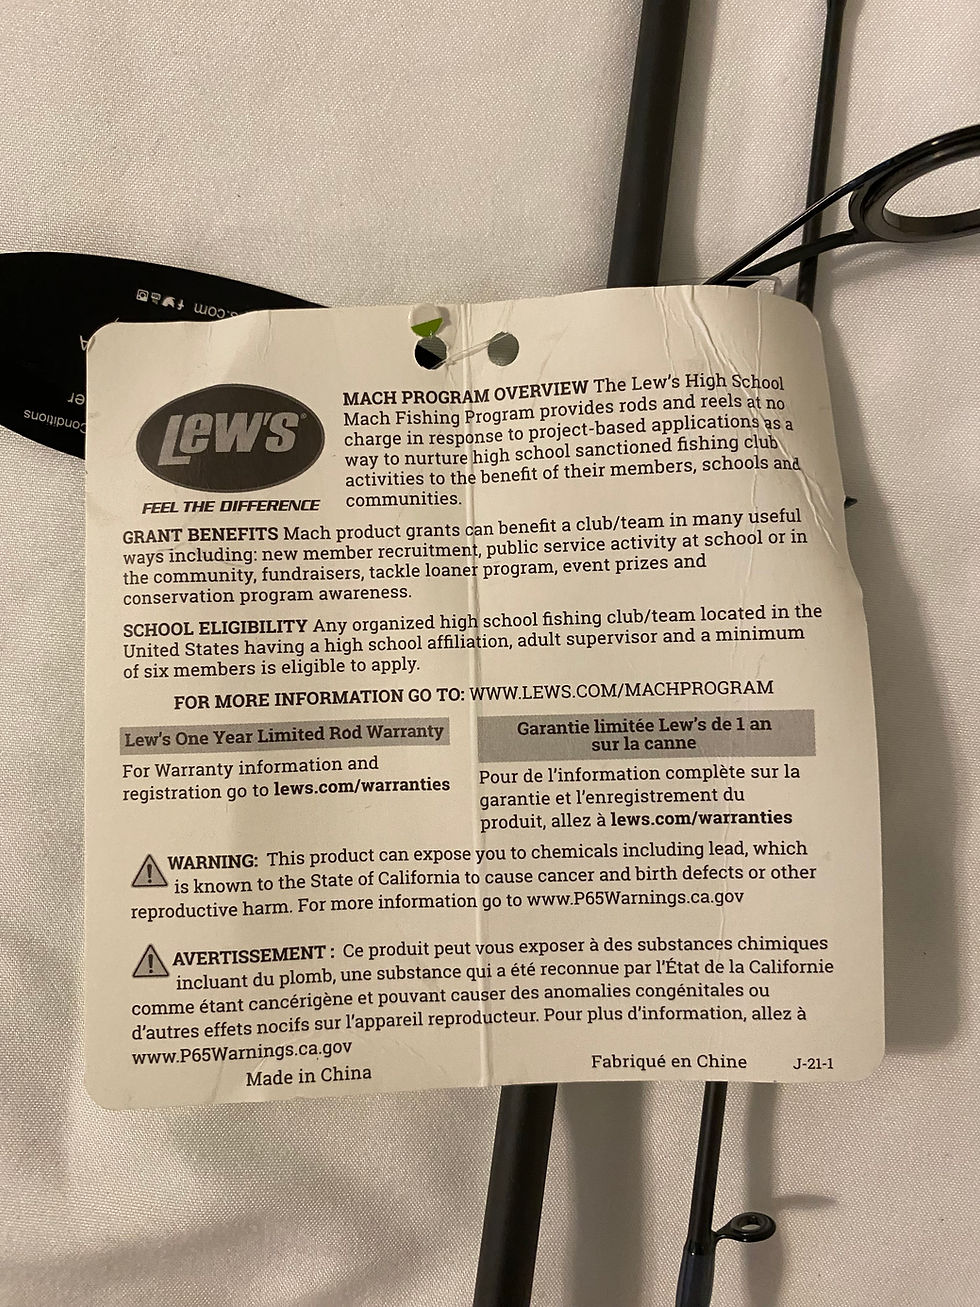 s.com
er
Conditions
Lew's®
FEEL THE DIFFERENCE
MACH PROGRAM OVERVIEW The Lew's High School
Mach Fishing Program provides rods and reels at no
charge in response to project-based applications as a
way to nurture high school sanctioned fishing club
activities to the benefit of their members, schools and
communities.
GRANT BENEFITS Mach product grants can benefit a club/team in many useful
ways including: new member recruitment, public service activity at school or in
the community, fundraisers, tackle loaner program, event prizes and
conservation program awareness.
SCHOOL ELIGIBILITY Any organized high school fishing club/team located in the
United States having a high school affiliation, adult supervisor and a minimum
of six members is eligible to apply.
FOR MORE INFORMATION GO TO: WWW.LEWS.COM/MACHPROGRAM
Lew's One Year Limited Rod Warranty
For Warranty information and
registration go to lews.com/warranties
Garantie limitée Lew's de 1 an
sur la canne
Pour de l'information complète sur la
garantie et l'enregistrement du
produit, allez à lews.com/warranties
WARNING: This product can expose you to chemicals including lead, which
is known to the State of California to cause cancer and birth defects or other
reproductive harm. For more information go to www.P65Warnings.ca.gov
AVERTISSEMENT : Ce produit peut vous exposer à des substances chimiques
incluant du plomb, une substance qui a été reconnue par l'État de la Californie
comme étant cancérigène et pouvant causer des anomalies congénitales ou
d'autres effets nocifs sur l'appareil reproducteur. Pour plus d'information, allez à
www.P65Warnings.ca.gov
Made in China
Fabriqué en Chine
J-21-1